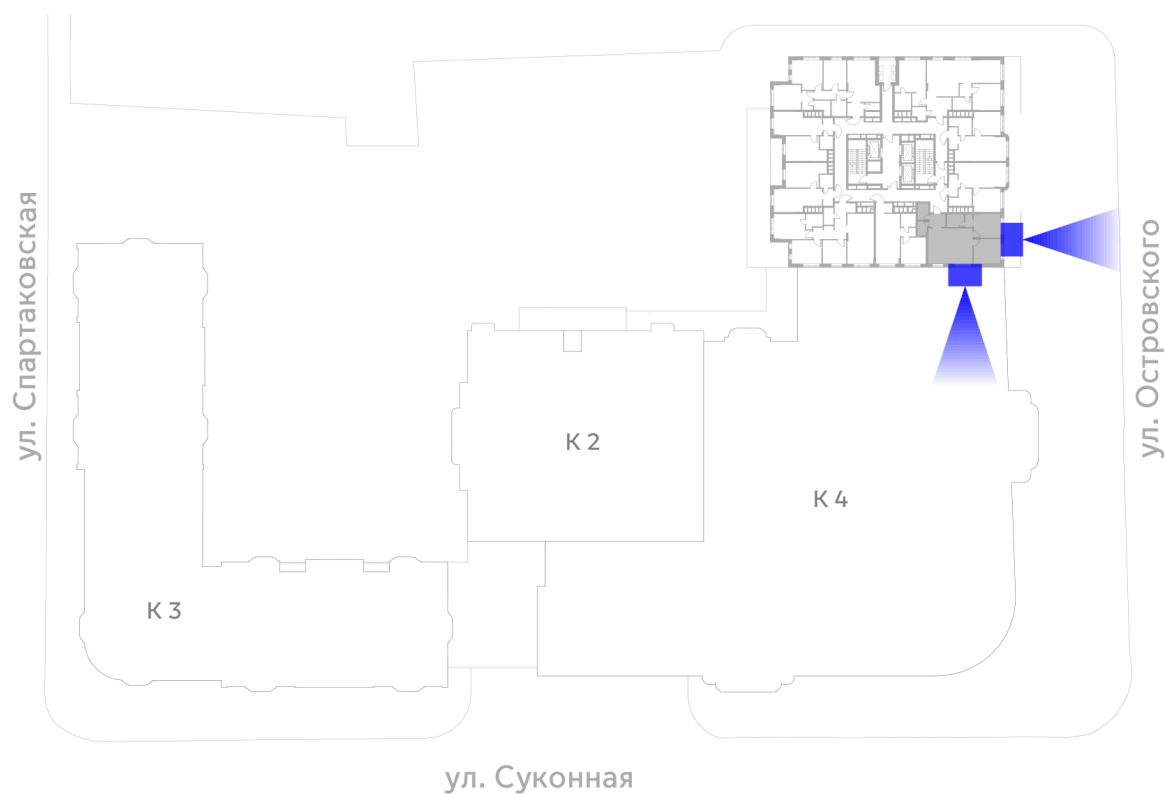 ул. Спартаковская
ул. Островского
К 2
К 4
К 3
ул. Суконная